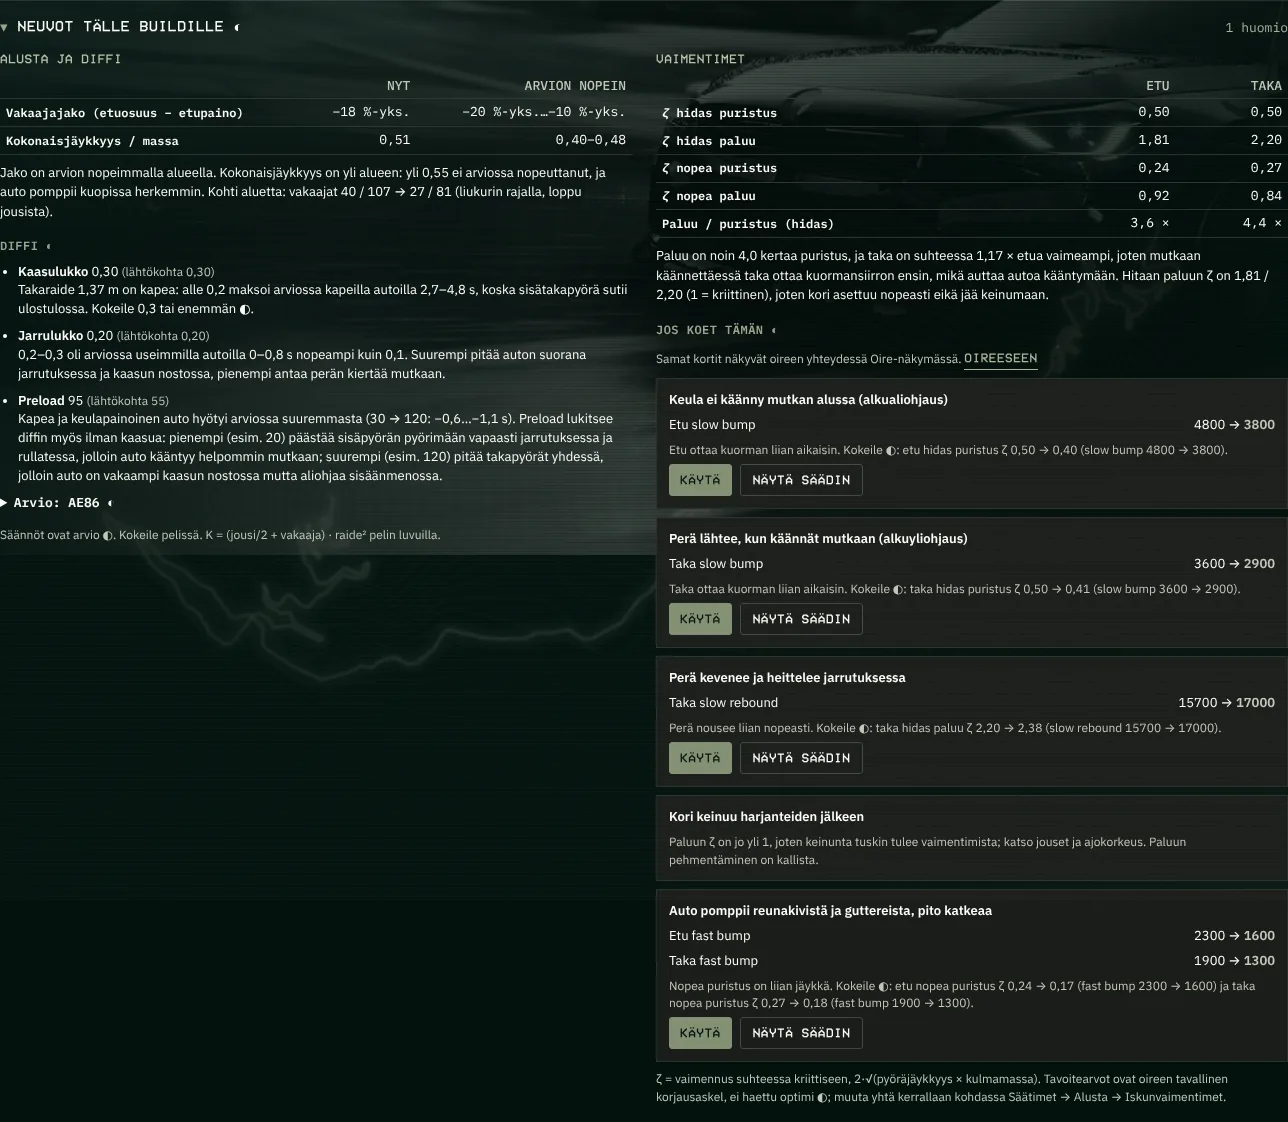 ▼ NEUVOT TÄLLE BUILDILLE ◖
1 huomio
ALUSTA JA DIFFI
NYT ARVION NOPEIN
Vakaajajako (etuosuus − etupaino) −18 %-yks. −20 %-yks.…−10 %-yks.
Kokonaisjäykkyys / massa 0,51 0,40–0,48
Jako on arvion nopeimmalla alueella. Kokonaisjäykkyys on yli alueen: yli 0,55 ei arviossa nopeuttanut, ja
auto pomppii kuopissa herkemmin. Kohti aluetta: vakaajat 40 / 107 → 27 / 81 (liukurin rajalla, loppu
jousista).
DIFFI ◖
• Kaasulukko 0,30 (lähtökohta 0,30)
Takaraide 1,37 m on kapea: alle 0,2 maksoi arviossa kapeilla autoilla 2,7–4,8 s, koska sisätakapyörä sutii
ulostulossa. Kokeile 0,3 tai enemmän ◐.
• Jarrulukko 0,20 (lähtökohta 0,20)
0,2–0,3 oli arviossa useimmilla autoilla 0–0,8 s nopeampi kuin 0,1. Suurempi pitää auton suorana
jarrutuksessa ja kaasun nostossa, pienempi antaa perän kiertää mutkaan.
• Preload 95 (lähtökohta 55)
Kapea ja keulapainoinen auto hyötyi arviossa suuremmasta (30 → 120: −0,6…−1,1 s). Preload lukitsee
diffin myös ilman kaasua: pienempi (esim. 20) päästää sisäpyörän pyörimään vapaasti jarrutuksessa ja
rullatessa, jolloin auto kääntyy helpommin mutkaan; suurempi (esim. 120) pitää takapyörät yhdessä,
jolloin auto on vakaampi kaasun nostossa mutta aliohjaa sisäänmenossa.
▶ Arvio: AE86 ◖
Säännöt ovat arvio ◐. Kokeile pelissä. K = (jousi/2 + vakaaja) · raide² pelin luvuilla.
VAIMENTIMET
ETU TAKA
ζ hidas puristus 0,50 0,50
ζ hidas paluu 1,81 2,20
ζ nopea puristus 0,24 0,27
ζ nopea paluu 0,92 0,84
Paluu / puristus (hidas) 3,6 × 4,4 ×
Paluu on noin 4,0 kertaa puristus, ja taka on suhteessa 1,17 × etua vaimeampi, joten mutkaan
käännettäessä taka ottaa kuormansiirron ensin, mikä auttaa autoa kääntymään. Hitaan paluun ζ on 1,81 /
2,20 (1 = kriittinen), joten kori asettuu nopeasti eikä jää keinumaan.
JOS KOET TÄMÄN ◖
Samat kortit näkyvät oireen yhteydessä Oire-näkymässä. OIREESEEN
Keula ei käänny mutkan alussa (alkualiohjaus)
Etu slow bump 4800 → 3800
Etu ottaa kuorman liian aikaisin. Kokeile ◐: etu hidas puristus ζ 0,50 → 0,40 (slow bump 4800 → 3800).
KÄYTÄ NÄYTÄ SÄÄDIN
Perä lähtee, kun käännät mutkaan (alkuyliohjaus)
Taka slow bump 3600 → 2900
Taka ottaa kuorman liian aikaisin. Kokeile ◐: taka hidas puristus ζ 0,50 → 0,41 (slow bump 3600 → 2900).
KÄYTÄ NÄYTÄ SÄÄDIN
Perä kevenee ja heittelee jarrutuksessa
Taka slow rebound 15700 → 17000
Perä nousee liian nopeasti. Kokeile ◐: taka hidas paluu ζ 2,20 → 2,38 (slow rebound 15700 → 17000).
KÄYTÄ NÄYTÄ SÄÄDIN
Kori keinuu harjanteiden jälkeen
Paluun ζ on jo yli 1, joten keinunta tuskin tulee vaimentimista; katso jouset ja ajokorkeus. Paluun
pehmentäminen on kallista.
Auto pomppii reunakivistä ja guttereista, pito katkeaa
Etu fast bump 2300 → 1600
Taka fast bump 1900 → 1300
Nopea puristus on liian jäykkä. Kokeile ◐: etu nopea puristus ζ 0,24 → 0,17 (fast bump 2300 → 1600) ja taka
nopea puristus ζ 0,27 → 0,18 (fast bump 1900 → 1300).
KÄYTÄ NÄYTÄ SÄÄDIN
ζ = vaimennus suhteessa kriittiseen, 2·√(pyöräjäykkyys × kulmamassa). Tavoitearvot ovat oireen tavallinen
korjausaskel, ei haettu optimi ◐; muuta yhtä kerrallaan kohdassa Säätimet → Alusta → Iskunvaimentimet.